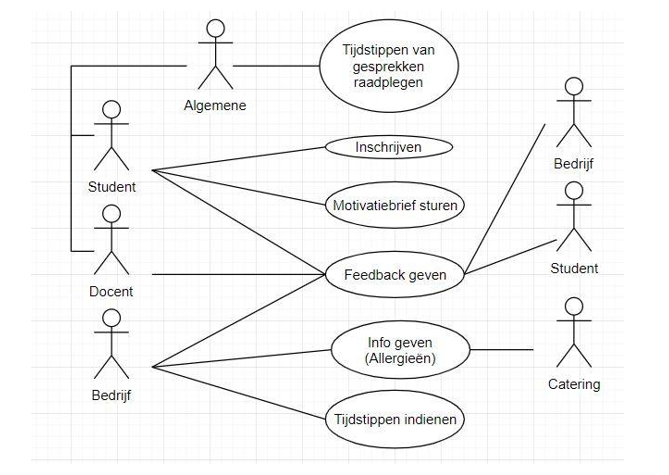 Tijdstippen van
gesprekken
raadplegen
Algemene
Inschrijven
Bedrijf
Student
Motivatiebrief sturen
Feedback geven
Student
Docent
Info geven
(Allergieën)
Catering
Bedrijf
Tijdstippen indienen